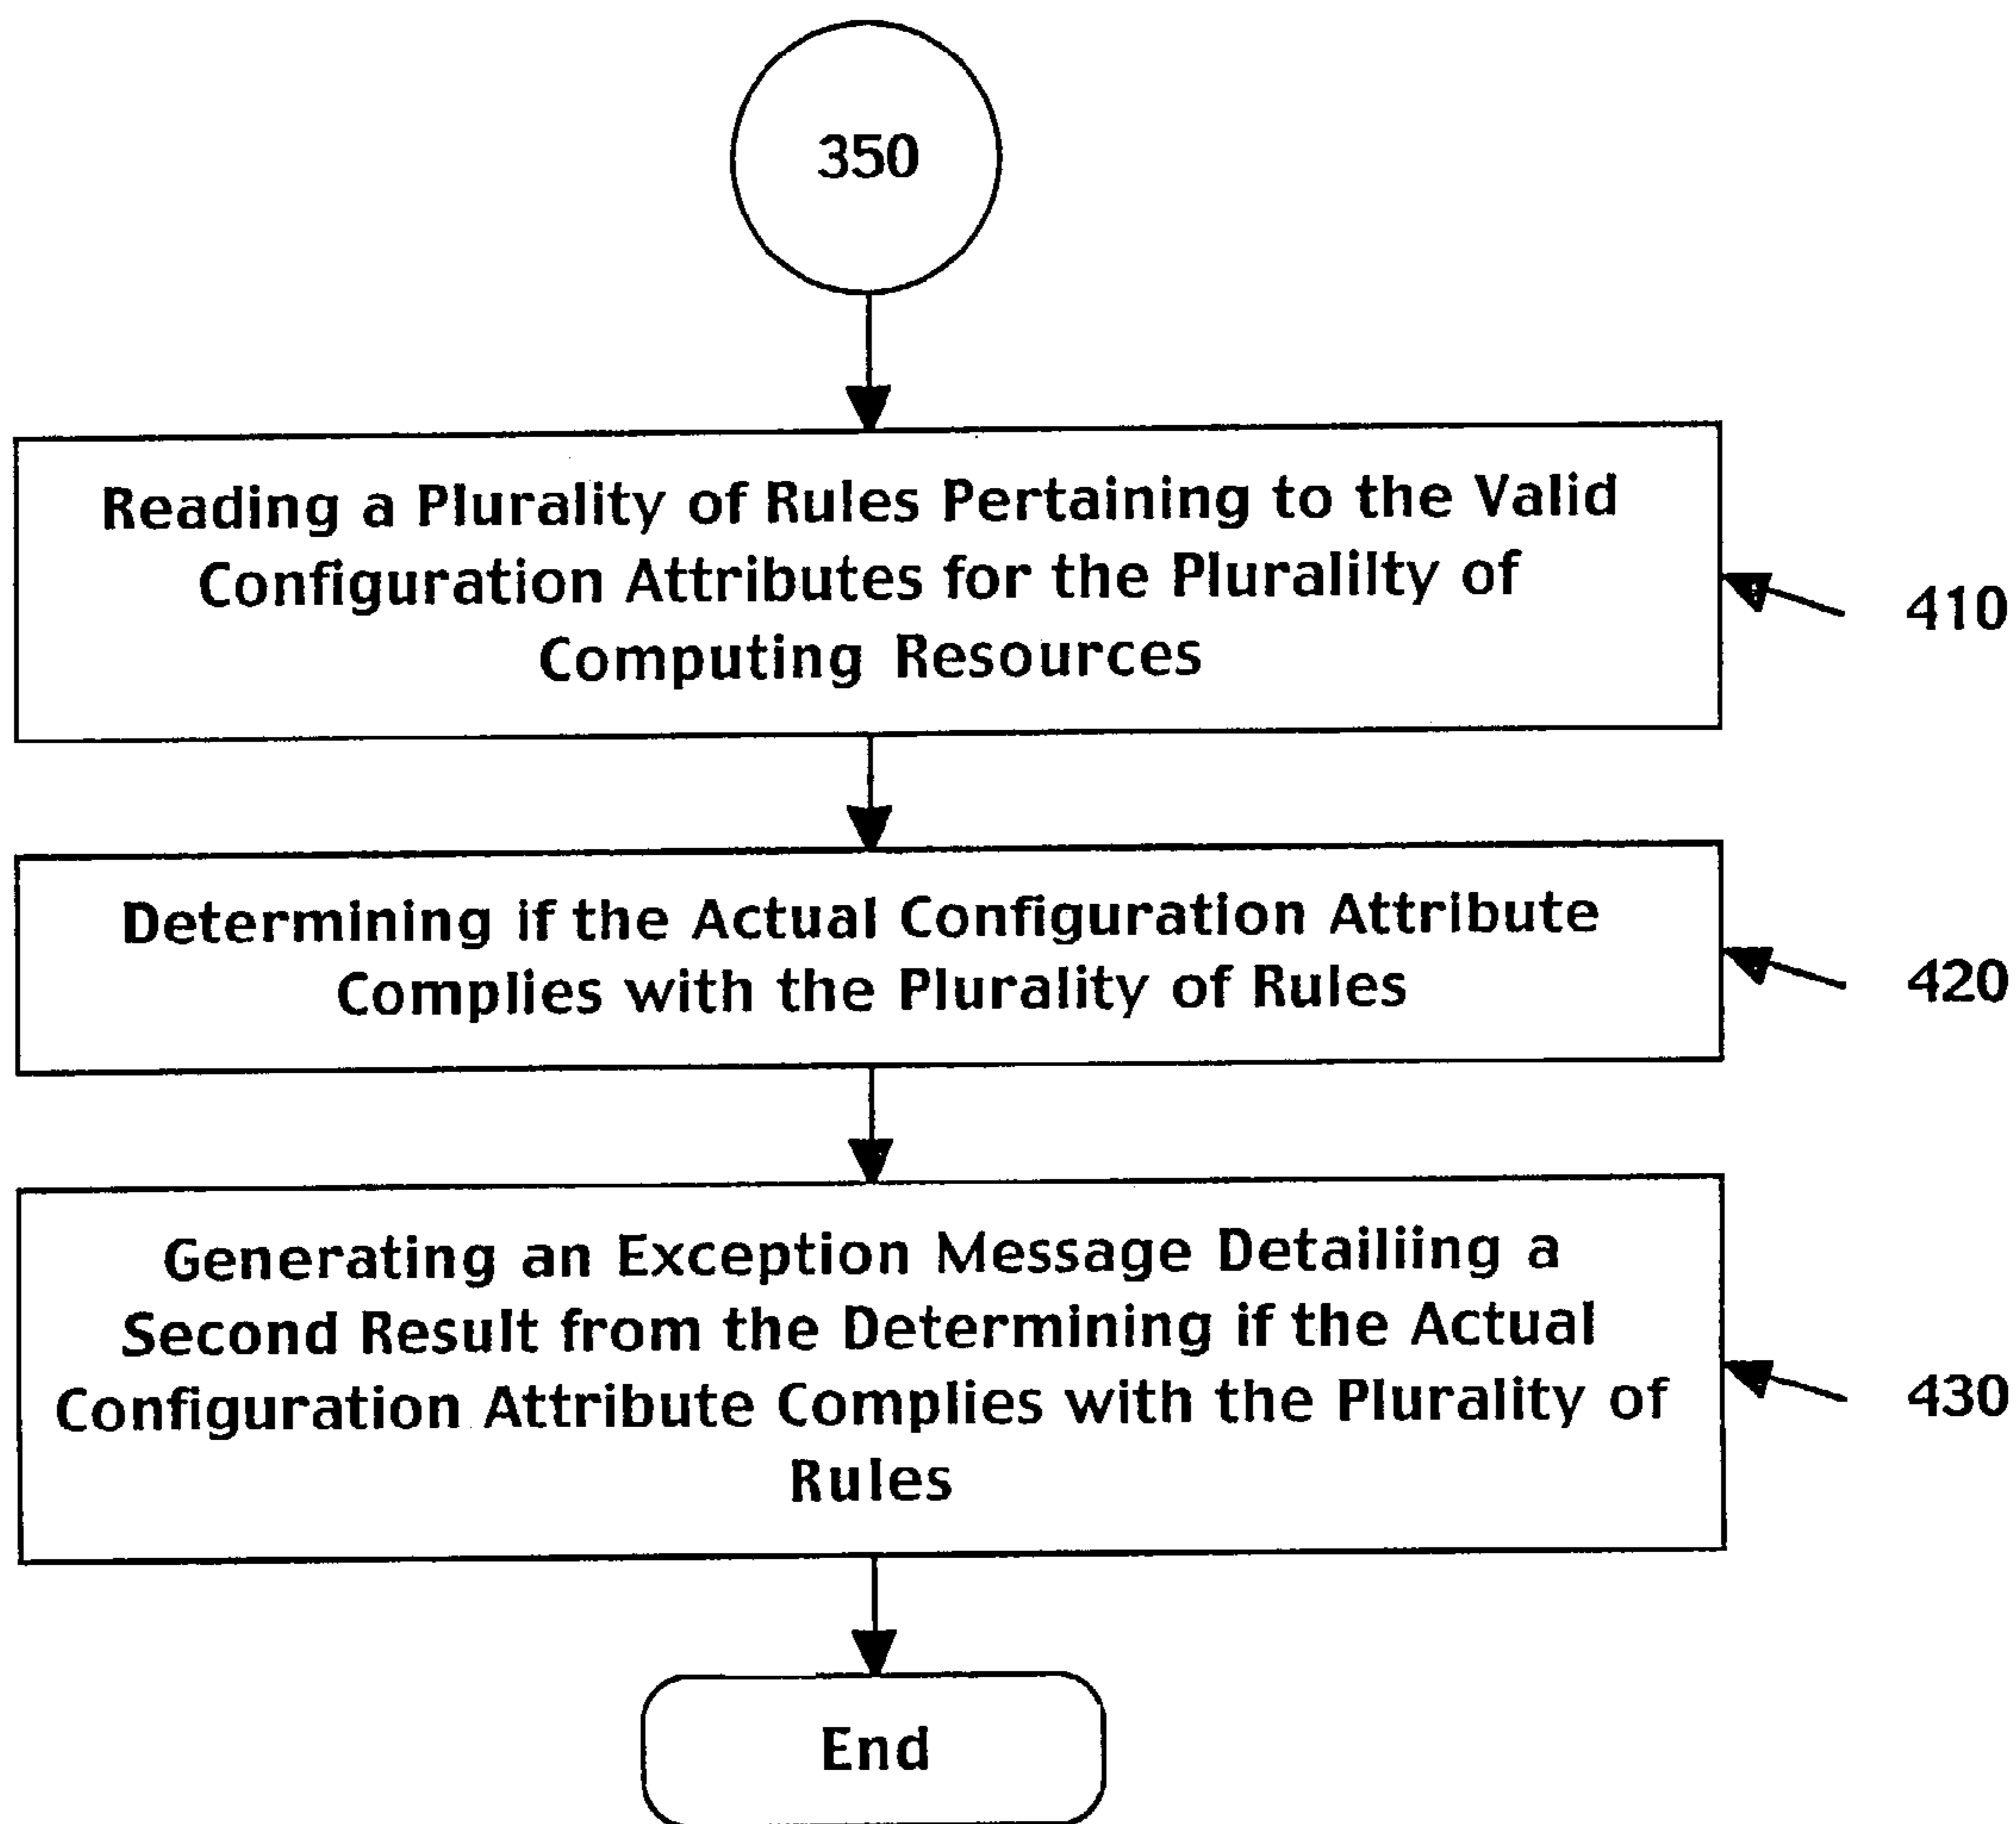 350
Reading a Plurality of Rules Pertaining to the Valid
Configuration Attributes for the Pluralilty of
Computing Resources
410
Determining if the Actual Configuration Attribute
Complies with the Plurality of Rules
420
Generating an Exception Message Detailiing a
Second Result from the Determining if the Actual
Configuration Attribute Complies with the Plurality of
Rules
430
End